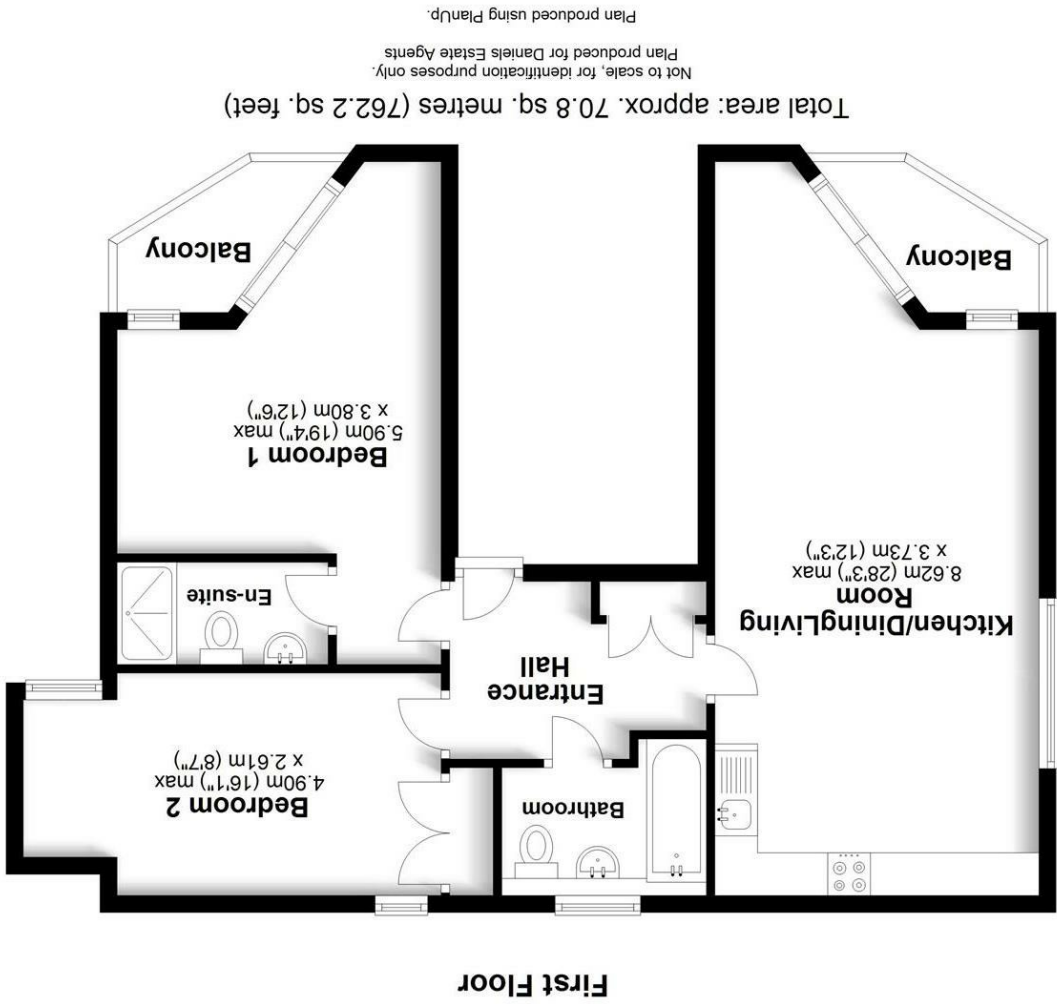 First Floor
Kitchen/DiningLiving
Room
8.62m (28'3") max
x 3.73m (12'3")
Bathroom
Bedroom 2
4.90m (16'1") max
x 2.61m (8'7")
Entrance
Hall
En-suite
Bedroom 1
5.90m (19'4") max
x 3.80m (12'6")
Balcony
Balcony
Total area: approx. 70.8 sq. metres (762.2 sq. feet)
Not to scale, for identification purposes only.
Plan produced for Daniels Estate Agents
Plan produced using PlanUp.